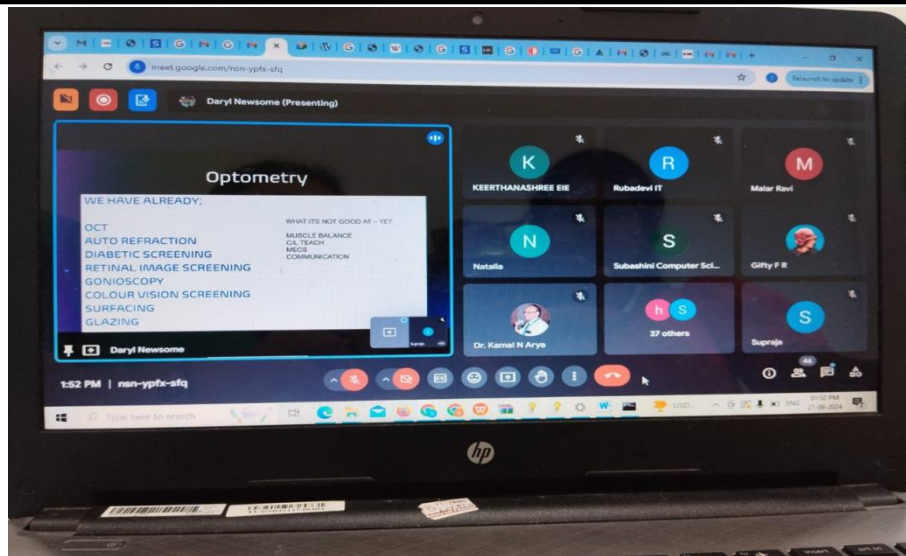 meet.google.com/nsn-ypfx-sfq
Relaunch to update
Daryl Newsome (Presenting)
Optometry
WE HAVE ALREADY;
OCT
AUTO REFRACTION
DIABETIC SCREENING
RETINAL IMAGE SCREENING
GONIOSCOPY
COLOUR VISION SCREENING
SURFACING
GLAZING
WHAT ITS NOT GOOD AT – YET
MUSCLE BALANCE
C/L TEACH
MECS
COMMUNICATION
Daryl Newsome
K
KEERTHANASHREE EIE
R
Rubadevi IT
M
Malar Ravi
N
Natalia
S
Subashini Computer Sci...
Gifty F R
Dr. Kamal N Arya
h S
37 others
S
Supraja
1:52 PM | nsn-ypfx-sfq
44
Type here to search
USD...
ENG
01:52 PM
21-08-2024
hp
insert